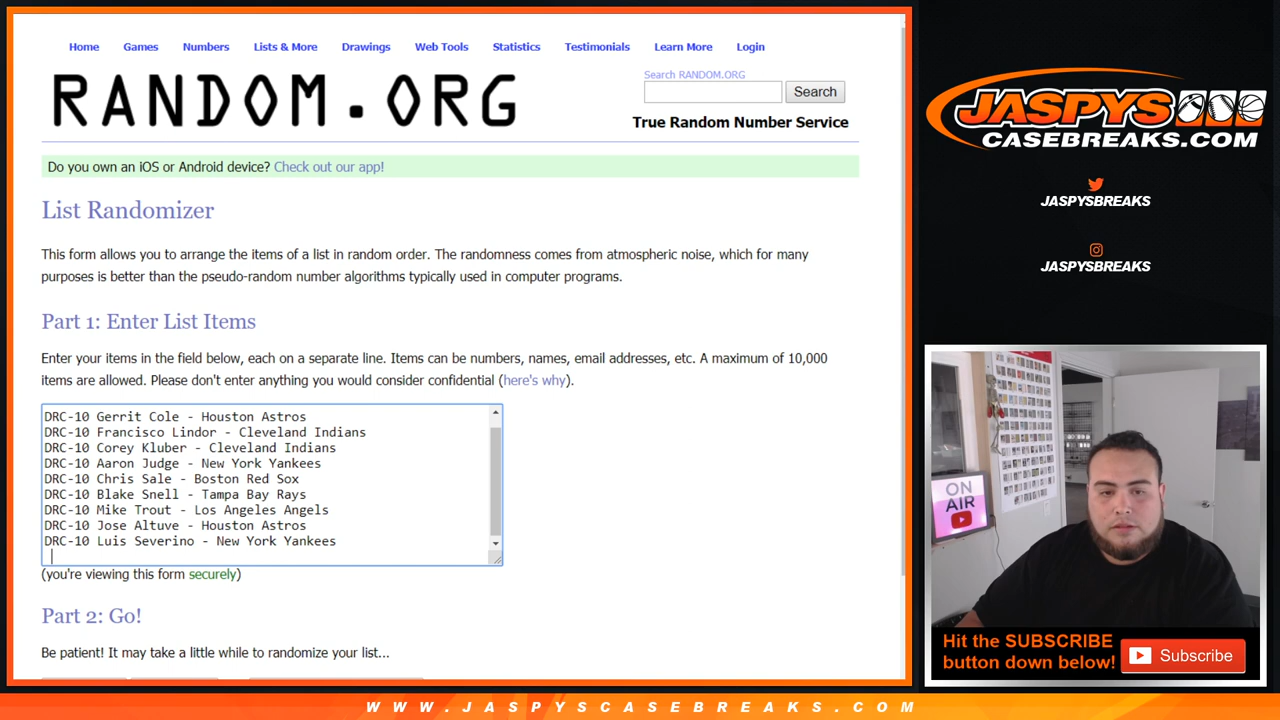 Home Games Numbers Lists & More Drawings Web Tools Statistics Testimonials Learn More Login
RANDOM.ORG
Search RANDOM.ORG
Search
True Random Number Service
Do you own an iOS or Android device? Check out our app!
List Randomizer
This form allows you to arrange the items of a list in random order. The randomness comes from atmospheric noise, which for many
purposes is better than the pseudo-random number algorithms typically used in computer programs.
Part 1: Enter List Items
Enter your items in the field below, each on a separate line. Items can be numbers, names, email addresses, etc. A maximum of 10,000
items are allowed. Please don't enter anything you would consider confidential (here's why).
DRC-10 Gerrit Cole - Houston Astros
DRC-10 Francisco Lindor - Cleveland Indians
DRC-10 Corey Kluber - Cleveland Indians
DRC-10 Aaron Judge - New York Yankees
DRC-10 Chris Sale - Boston Red Sox
DRC-10 Blake Snell - Tampa Bay Rays
DRC-10 Mike Trout - Los Angeles Angels
DRC-10 Jose Altuve - Houston Astros
DRC-10 Luis Severino - New York Yankees
(you're viewing this form securely)
Part 2: Go!
Be patient! It may take a little while to randomize your list...
JASPYS
CASEBREAKS.COM
JASPYSBREAKS
JASPYSBREAKS
ON
AIR
Hit the SUBSCRIBE
button down below!
Subscribe
WWW.JASPYSCASEBREAKS.COM